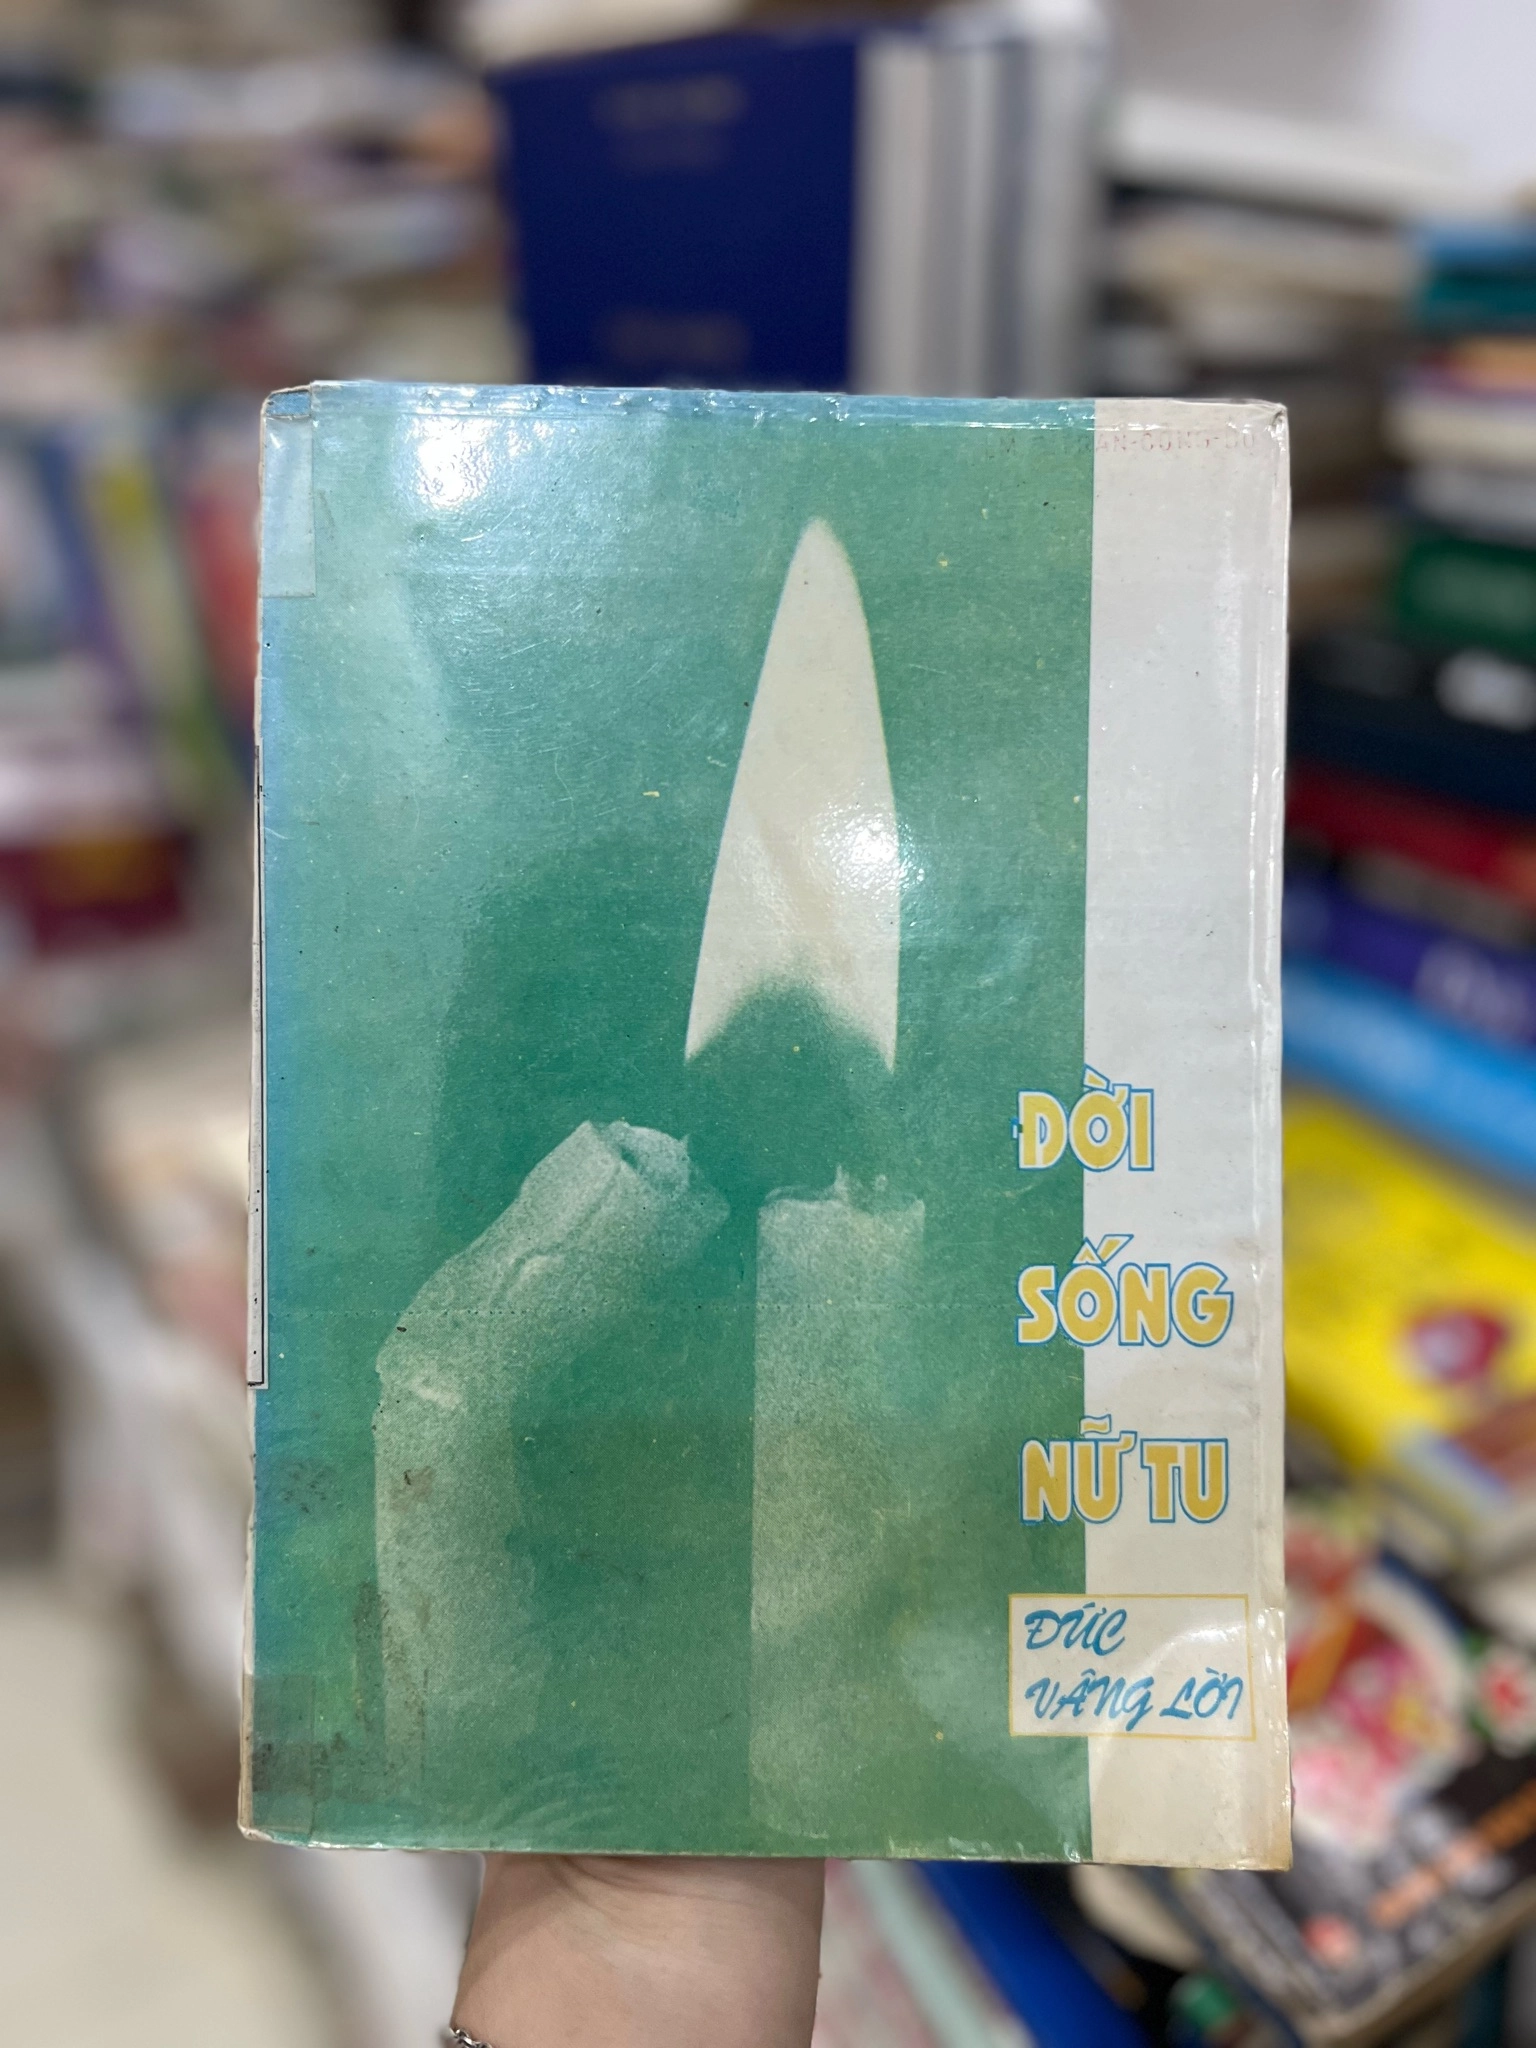 ĐỜI
SỐNG
NỮ TU
ĐỨC
VÂNG LỜI